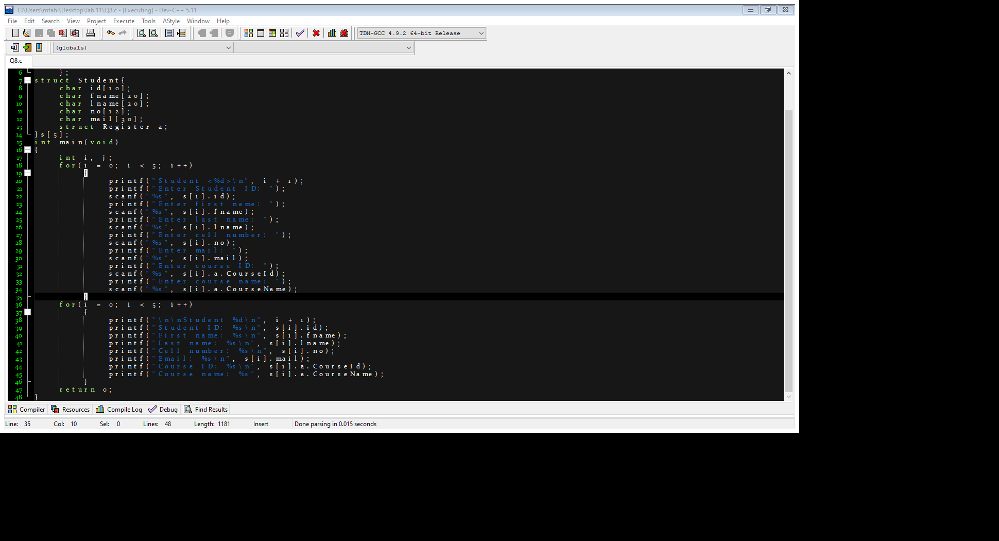 C:\Users\mtahi\Desktop\lab 11\Q8.c - [Executing] - Dev-C++ 5.11
File Edit Search View Project Execute Tools AStyle Window Help
TDM-GCC 4.9.2 64-bit Release
(globals)
Q8.c
6 };
7 struct Student{
8 char id[10];
9 char fname[20];
10 char lname[20];
11 char no[12];
12 char mail[30];
13 struct Register a;
14 }s[5];
15 int main(void)
16 {
17 int i, j;
18 for(i = 0; i < 5; i++)
19 {
20 printf("Student <%d>\n", i + 1);
21 printf("Enter Student ID: ");
22 scanf("%s", s[i].id);
23 printf("Enter first name: ");
24 scanf("%s", s[i].fname);
25 printf("Enter last name: ");
26 scanf("%s", s[i].lname);
27 printf("Enter cell number: ");
28 scanf("%s", s[i].no);
29 printf("Enter mail: ");
30 scanf("%s", s[i].mail);
31 printf("Enter course ID: ");
32 scanf("%s", s[i].a.CourseId);
33 printf("Enter course name: ");
34 scanf("%s", s[i].a.CourseName);
35 }
36 for(i = 0; i < 5; i++)
37 {
38 printf("\n\nStudent %d\n", i + 1);
39 printf("Student ID: %s\n", s[i].id);
40 printf("First name: %s\n", s[i].fname);
41 printf("Last name: %s\n", s[i].lname);
42 printf("Cell number: %s\n", s[i].no);
43 printf("Email: %s\n", s[i].mail);
44 printf("Course ID: %s\n", s[i].a.CourseId);
45 printf("Course name: %s", s[i].a.CourseName);
46 }
47 return 0;
48 }
Compiler Resources Compile Log Debug Find Results
Line: 35 Col: 10 Sel: 0 Lines: 48 Length: 1181 Insert Done parsing in 0.015 seconds